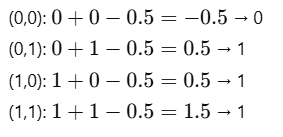 (0,0): 0 + 0 − 0.5 = −0.5 → 0
(0,1): 0 + 1 − 0.5 = 0.5 → 1
(1,0): 1 + 0 − 0.5 = 0.5 → 1
(1,1): 1 + 1 − 0.5 = 1.5 → 1